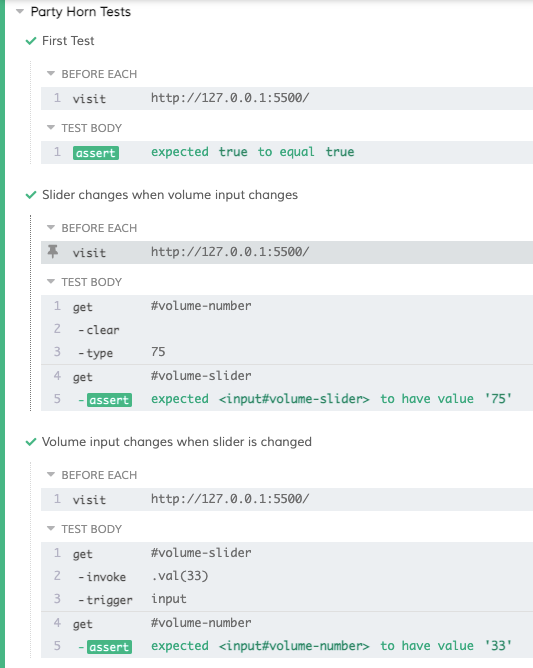 Party Horn Tests
First Test
BEFORE EACH
1 visit http://127.0.0.1:5500/
TEST BODY
1 assert expected true to equal true
Slider changes when volume input changes
BEFORE EACH
visit http://127.0.0.1:5500/
TEST BODY
1 get #volume-number
2 -clear
3 -type 75
4 get #volume-slider
5 -assert expected <input#volume-slider> to have value '75'
Volume input changes when slider is changed
BEFORE EACH
1 visit http://127.0.0.1:5500/
TEST BODY
1 get #volume-slider
2 -invoke .val(33)
3 -trigger input
4 get #volume-number
5 -assert expected <input#volume-number> to have value '33'